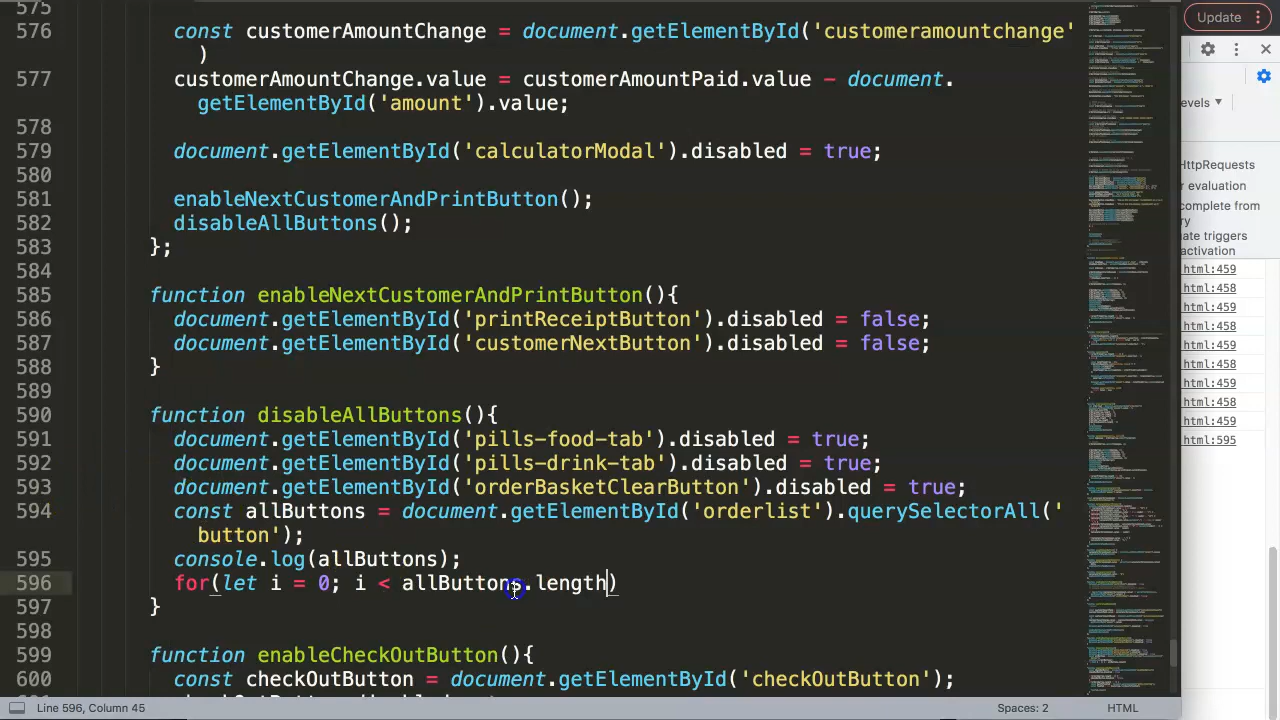 575
576 const customerAmountChange = document.getElementById('customeramountchange'
)
577 customerAmountChange.value = customerAmountPaid.value - document.
getElementById('amount').value;
578
579 document.getElementById('calculatorModal').disabled = true;
580
581 enableNextCustomerAndPrintButton();
582 disableAllButtons();
583 };
584
585 function enableNextCustomerAndPrintButton(){
586 document.getElementById('printReceiptButton').disabled = false;
587 document.getElementById('customerNextButton').disabled = false;
588 }
589
590 function disableAllButtons(){
591 document.getElementById('pills-food-tab').disabled = true;
592 document.getElementById('pills-drink-tab').disabled = true;
593 document.getElementById('orderBasketClearbutton').disabled = true;
594 const allButtons = document.getElementById('orderlist').querySelectorAll('
button');
595 console.log(allButtons);
596 for(let i = 0; i < allButtons.length)
597 }
598
599 function enableCheckOutButton(){
600 const checkOutButton = document.getElementById('checkOutButton');
Line 596, Column 45
Spaces: 2
HTML
Update
evels
HttpRequests
r evaluation
complete from
ry
ate triggers
activation
html:459
html:458
html:459
html:458
html:459
html:458
html:459
html:458
html:459
html:595